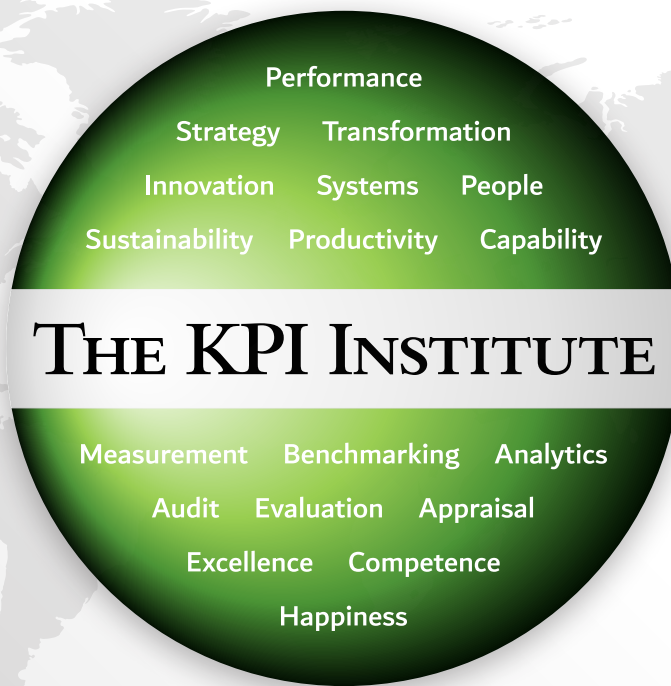 Performance
Strategy Transformation
Innovation Systems People
Sustainability Productivity Capability
THE KPI INSTITUTE
Measurement Benchmarking Analytics
Audit Evaluation Appraisal
Excellence Competence
Happiness